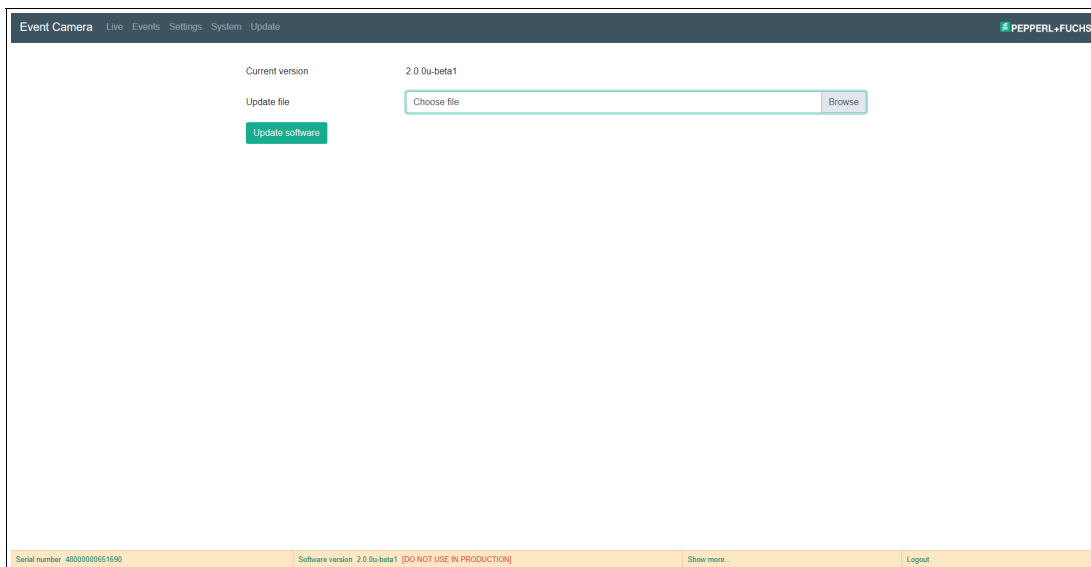 Event Camera Live Events Settings System Update PEPPERL+FUCHS
Current version 2.0.0u-beta1
Update file Choose file Browse
Update software
Serial number 48000000651690 Software version 2.0.0u-beta1 [DO NOT USE IN PRODUCTION] Show more... Logout